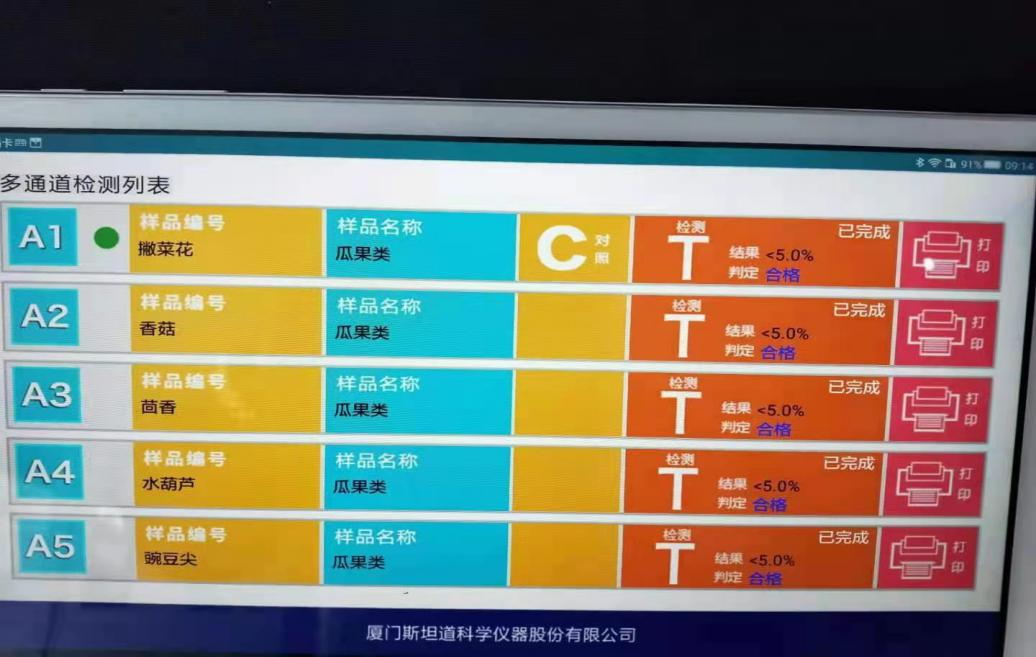 卡
91% 09:14
多通道检测列表
A1 样品编号 样品名称 C 对照 检测 T 已完成 打印
撇菜花 瓜果类 结果 <5.0%
判定 合格
A2 样品编号 样品名称 检测 T 已完成 打印
香菇 瓜果类 结果 <5.0%
判定 合格
A3 样品编号 样品名称 检测 T 已完成 打印
茴香 瓜果类 结果 <5.0%
判定 合格
A4 样品编号 样品名称 检测 T 已完成 打印
水葫芦 瓜果类 结果 <5.0%
判定 合格
A5 样品编号 样品名称 检测 T 已完成 打印
豌豆尖 瓜果类 结果 <5.0%
判定 合格
厦门斯坦道科学仪器股份有限公司